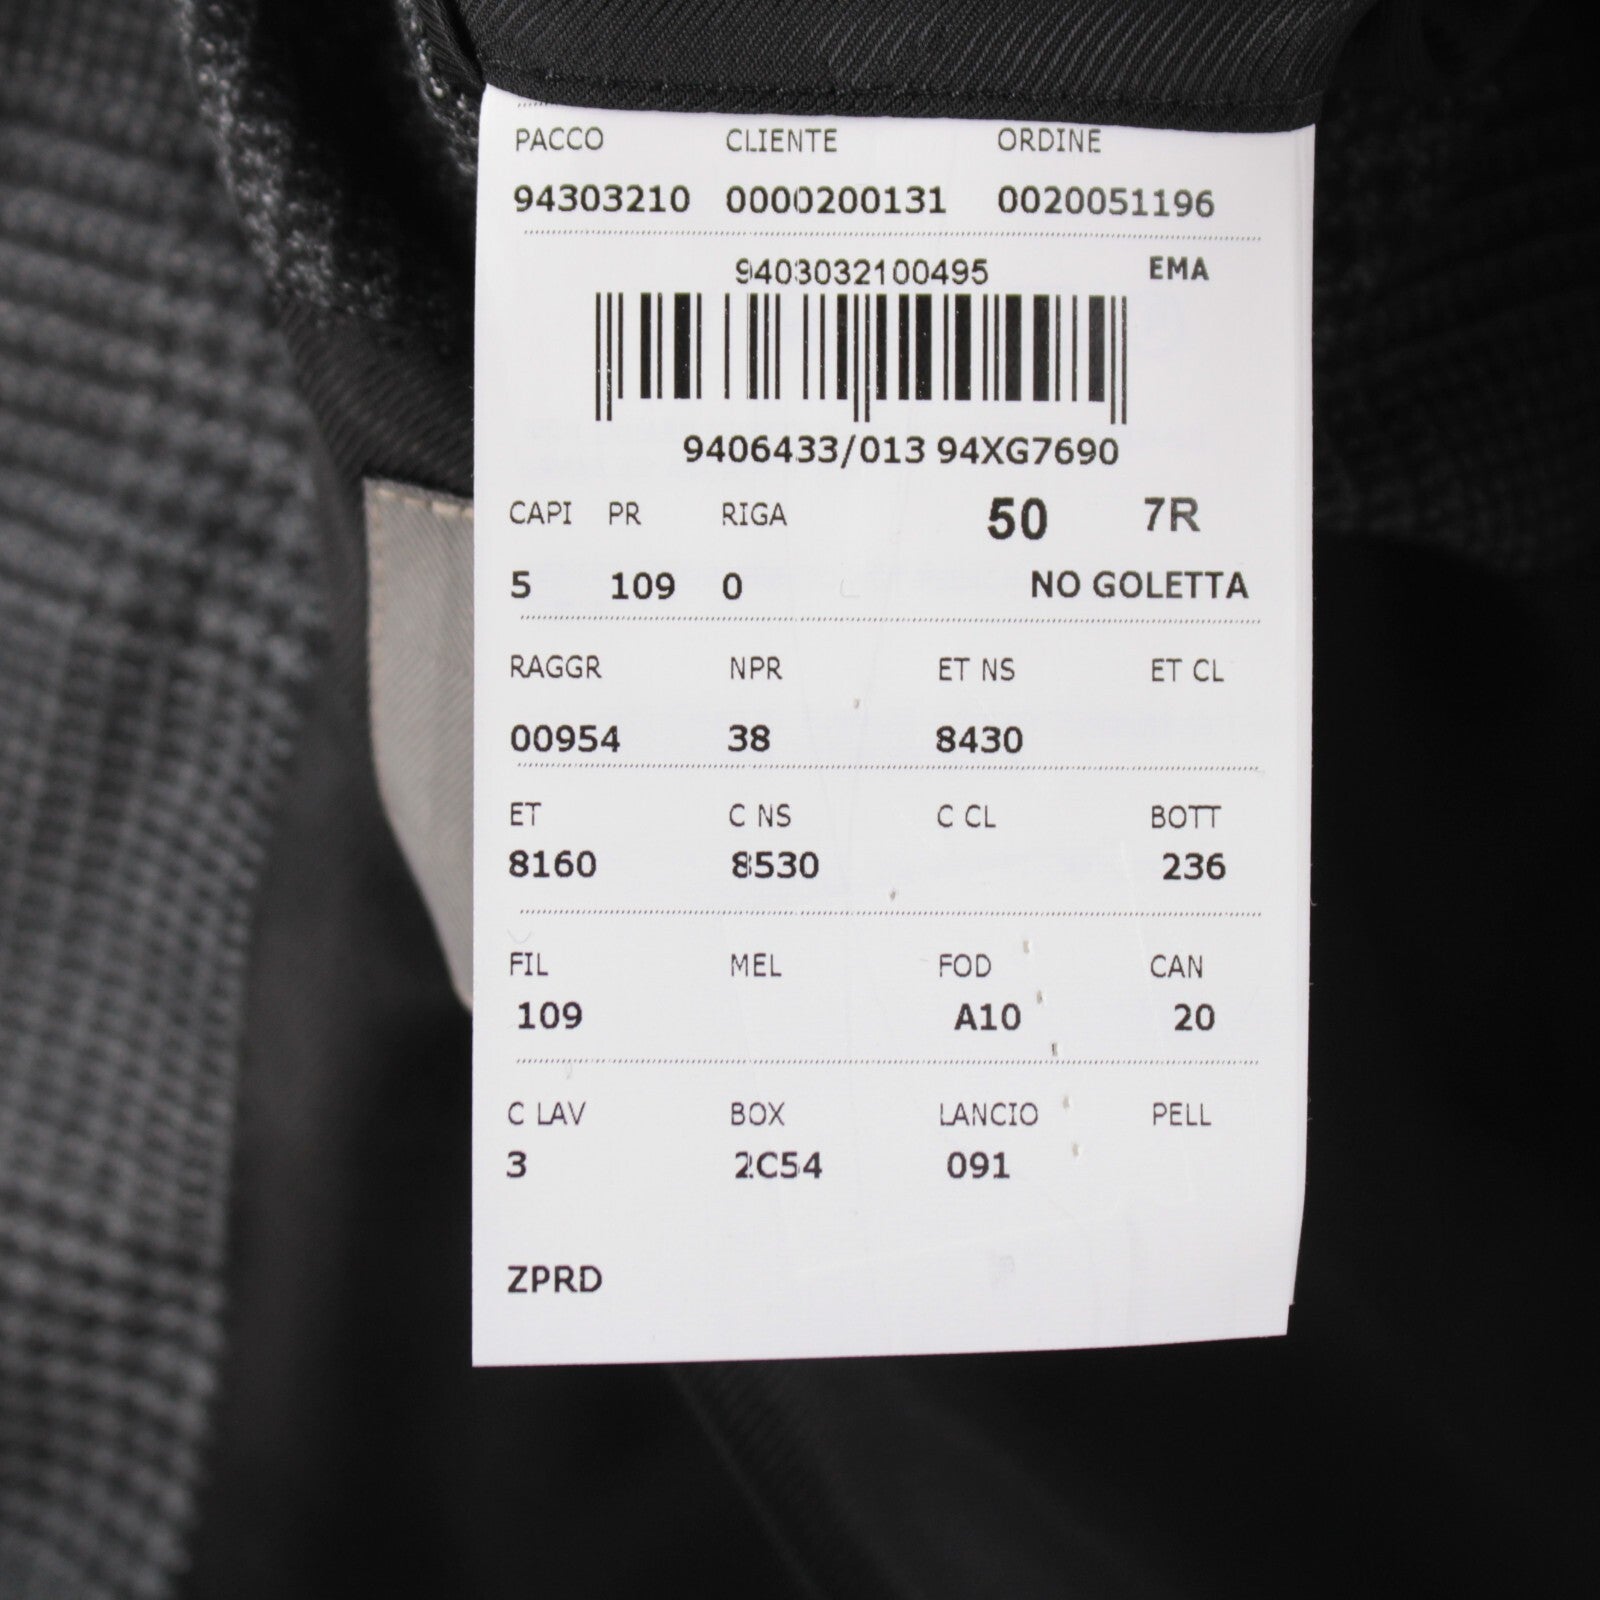 PACCO CLIENTE ORDINE
94303210 0000200131 0020051196
9403032100495 EMA
9406433/013 94XG7690
CAPI PR RIGA 50 7R
5 109 0 NO GOLETTA
RAGGR NPR ET NS ET CL
00954 38 8430
ET C NS C CL BOTT
8160 8530 236
FIL MEL FOD CAN
109 A10 20
C LAV BOX LANCIO PELL
3 2C54 091
ZPRD